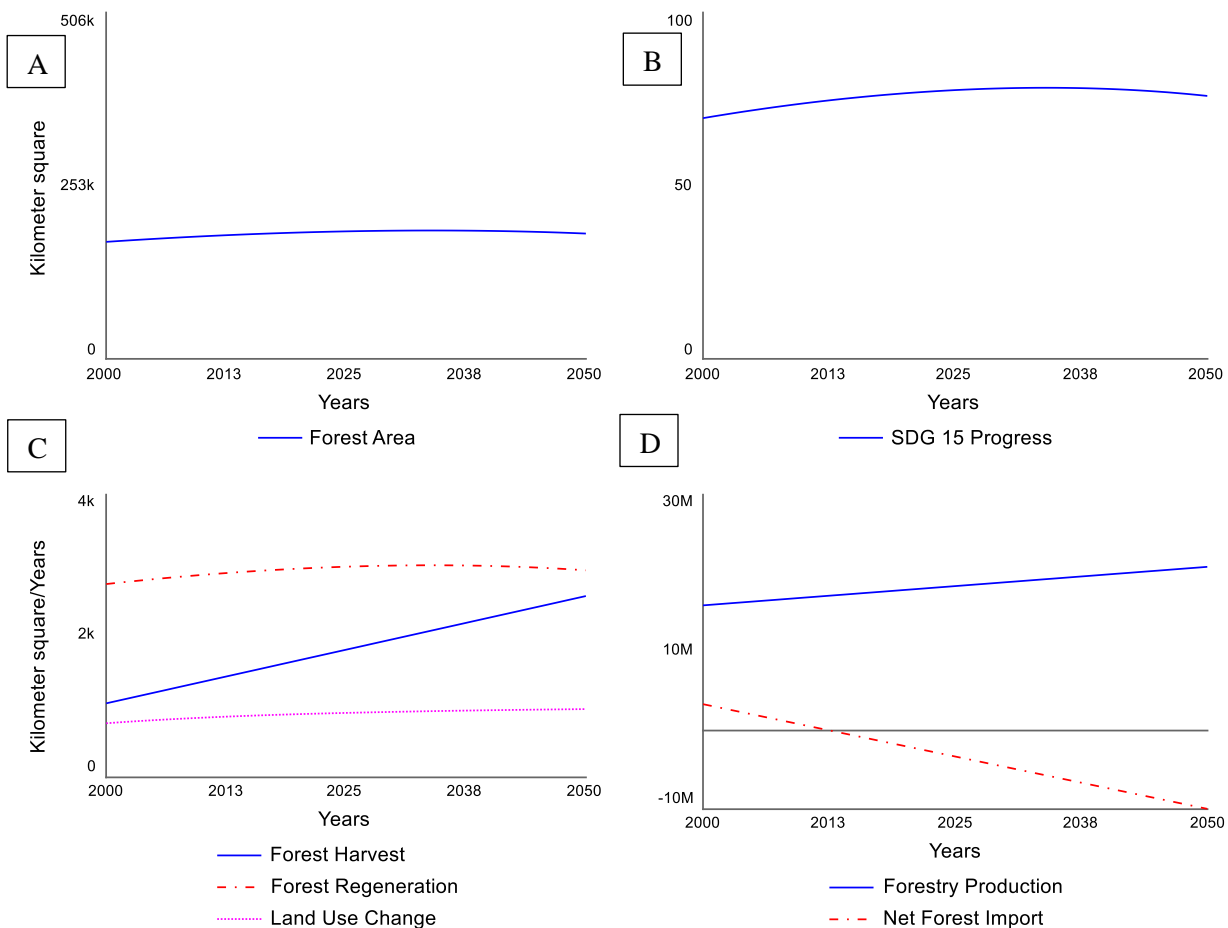 A
506k
253k
0
Kilometer square
2000 2013 2025 2038 2050
Years
Forest Area
B
100
50
0
2000 2013 2025 2038 2050
Years
SDG 15 Progress
C
4k
2k
0
Kilometer square/Years
2000 2013 2025 2038 2050
Years
Forest Harvest
Forest Regeneration
Land Use Change
D
30M
10M
-10M
2000 2013 2025 2038 2050
Years
Forestry Production
Net Forest Import